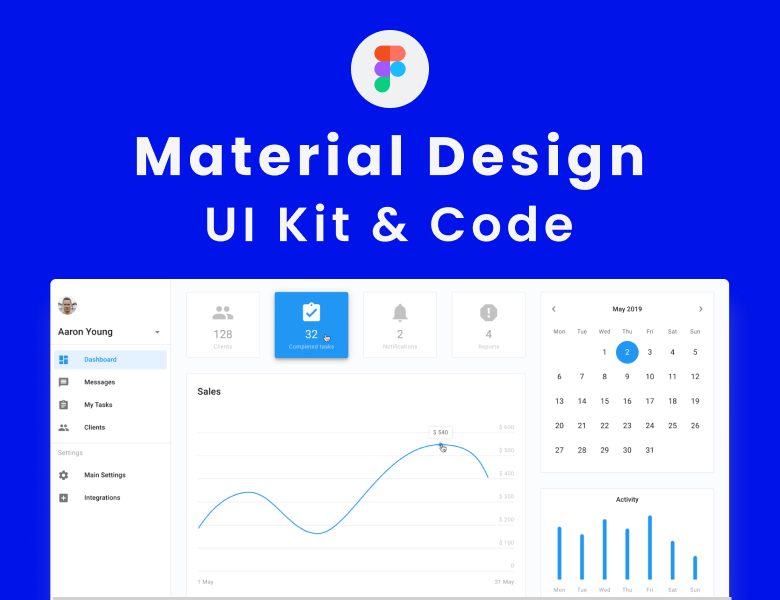 Material Design
UI Kit & Code
Aaron Young
Dashboard
Messages
My Tasks
Clients
Settings
Main Settings
Integrations
128
Clients
32
Completed tasks
2
Notifications
4
Reports
Sales
$ 540
$ 600
$ 500
$ 400
$ 300
$ 200
$ 100
0
1 May
31 May
May 2019
Mon Tue Wed Thu Fri Sat Sun
1 2 3 4 5
6 7 8 9 10 11 12
13 14 15 16 17 18 19
20 21 22 23 24 25 26
27 28 29 30 31
Activity
Mon Tue Wed Thu Fri Sat Sun